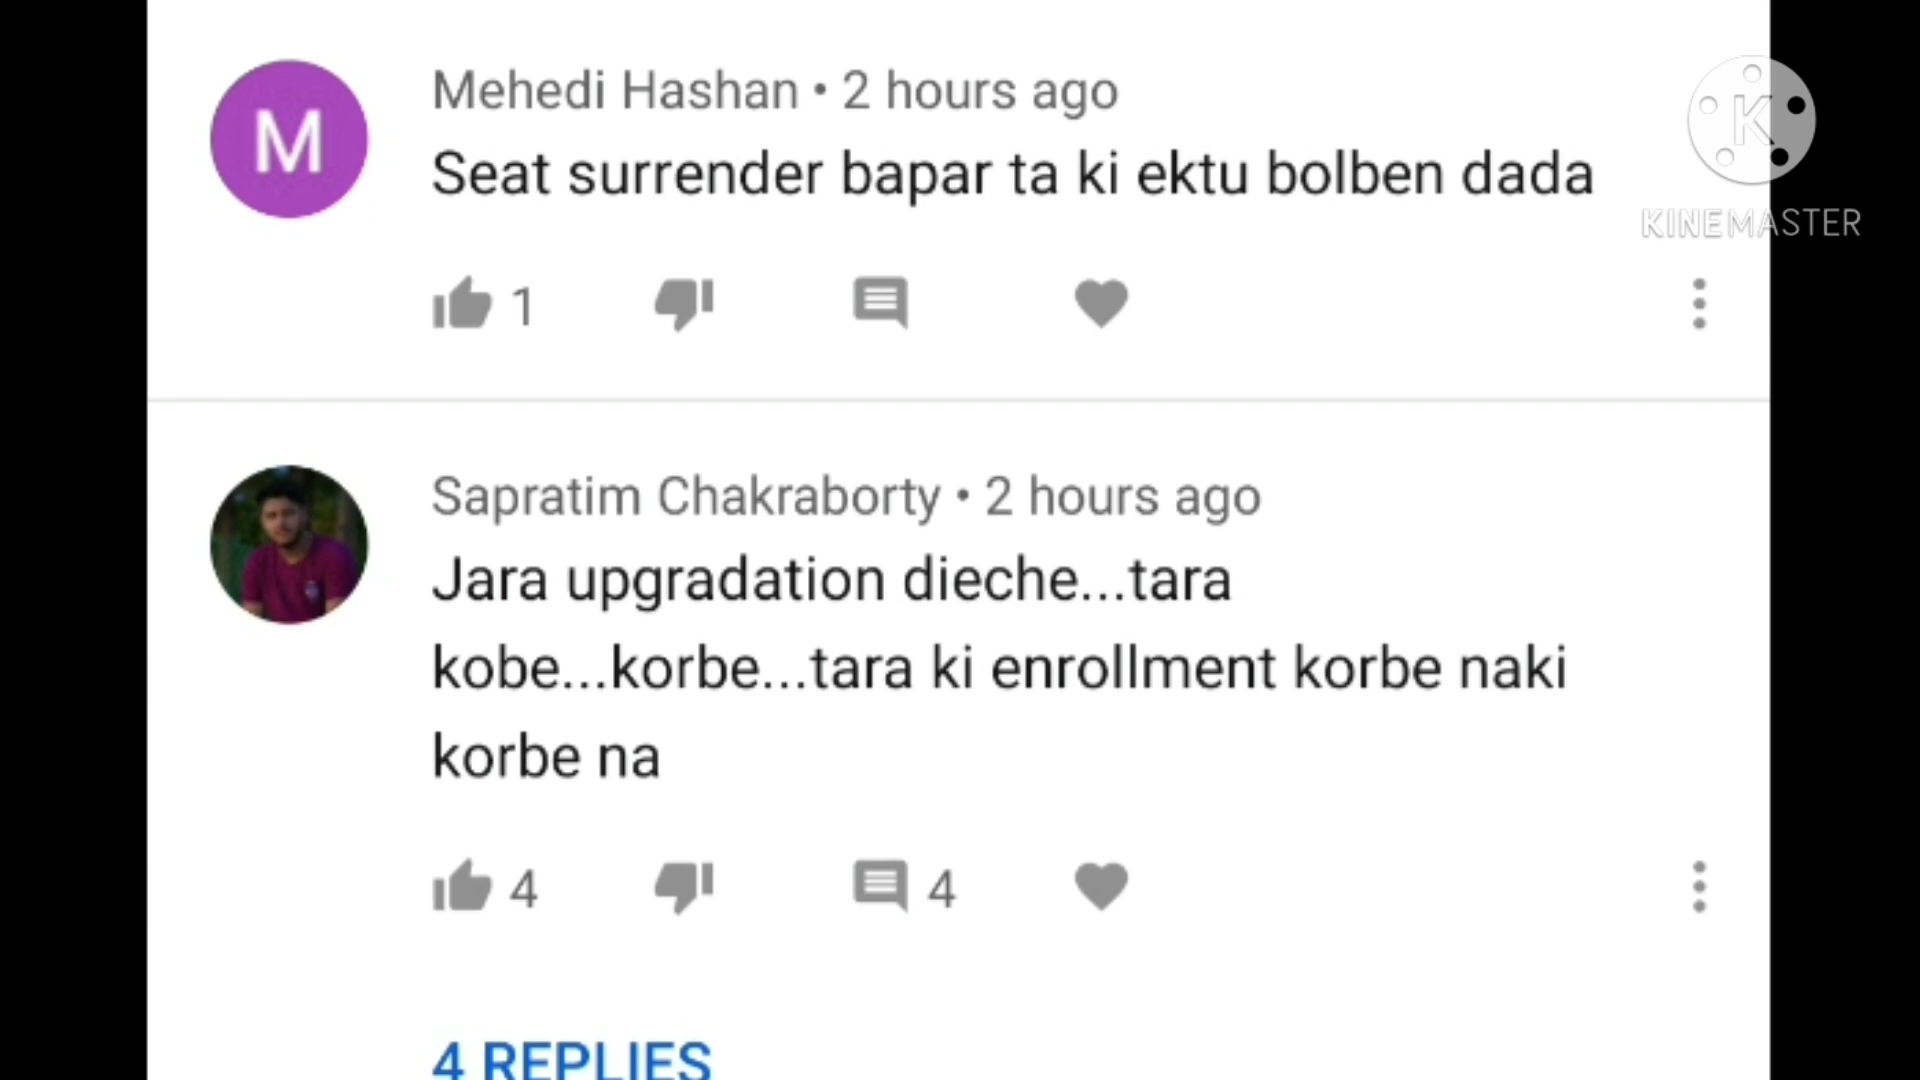 M
Mehedi Hashan • 2 hours ago
Seat surrender bapar ta ki ektu bolben dada
1
K
KINEMASTER
Sapratim Chakraborty • 2 hours ago
Jara upgradation dieche...tara
kobe...korbe...tara ki enrollment korbe naki
korbe na
4 4
4 REPLIES